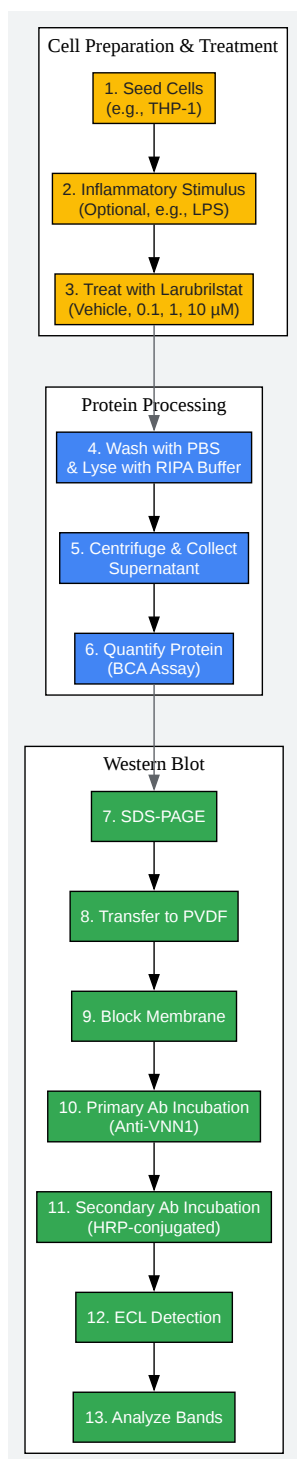 Cell Preparation & Treatment
1. Seed Cells
(e.g., THP-1)
2. Inflammatory Stimulus
(Optional, e.g., LPS)
3. Treat with Larubrilstat
(Vehicle, 0.1, 1, 10 µM)
Protein Processing
4. Wash with PBS
& Lyse with RIPA Buffer
5. Centrifuge & Collect
Supernatant
6. Quantify Protein
(BCA Assay)
Western Blot
7. SDS-PAGE
8. Transfer to PVDF
9. Block Membrane
10. Primary Ab Incubation
(Anti-VNN1)
11. Secondary Ab Incubation
(HRP-conjugated)
12. ECL Detection
13. Analyze Bands